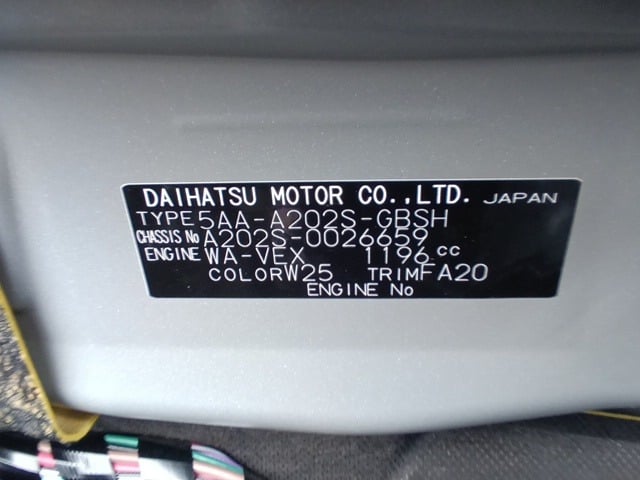 DAIHATSU MOTOR CO.,LTD. JAPAN
TYPE 5AA-A202S-GBSH
CHASSIS No A202S-0026659
ENGINE WA-VEX 1196 cc
COLOR W25 TRIM FA20
ENGINE No